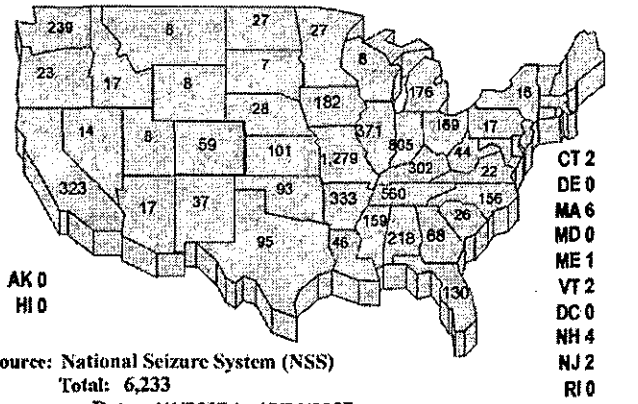 239 8 27 27
23 17 8 7 8 176 16
14 8 59 28 182 371 805 169 17
323 101 1,279 302 44 22
17 37 93 333 550 156
95 46 159 218 68 26
130
CT 2
DE 0
MA 6
MD 0
ME 1
VT 2
DC 0
NH 4
NJ 2
RI 0
AK 0
HI 0
ource: National Seizure System (NSS)
Total: 6,233